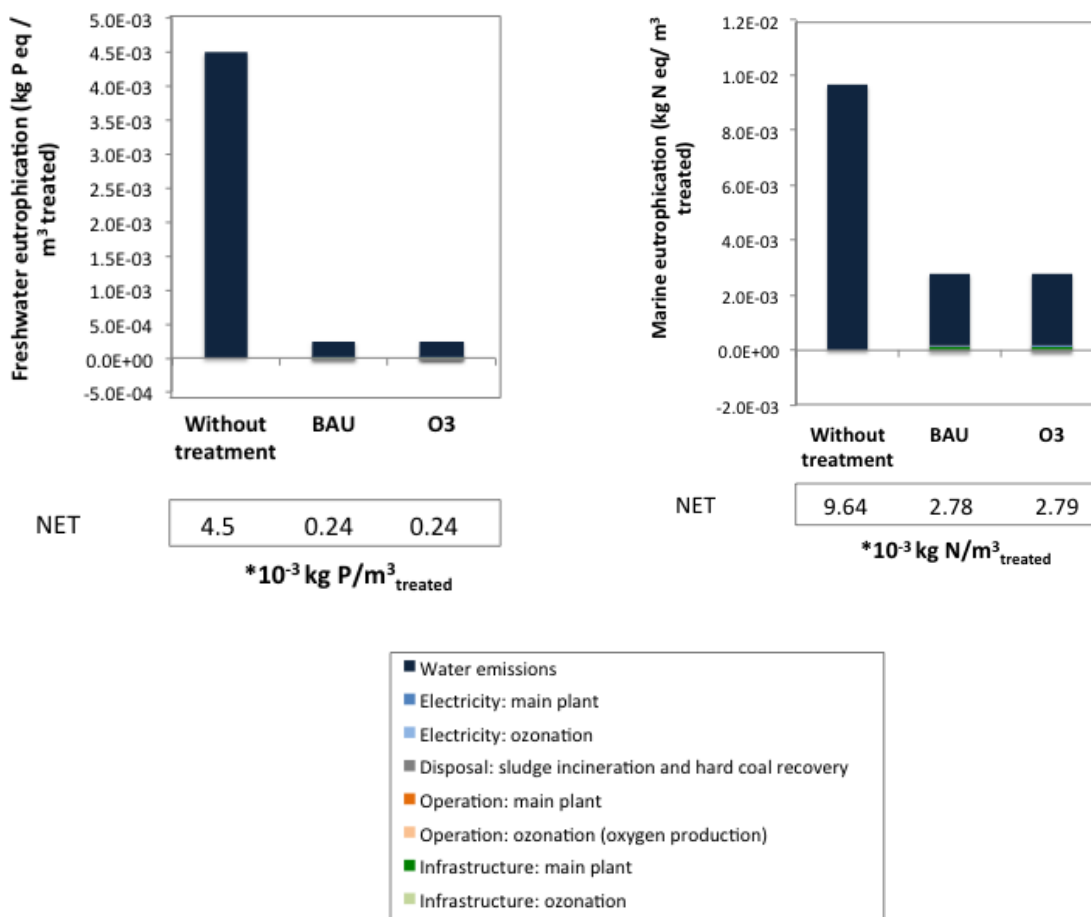 Freshwater eutrophication (kg P eq /
m³ treated)
5.0E-03
4.5E-03
4.0E-03
3.5E-03
3.0E-03
2.5E-03
2.0E-03
1.5E-03
1.0E-03
5.0E-04
0.0E+00
-5.0E-04
Without
treatment
BAU
O3
NET
4.5 0.24 0.24
*10⁻³ kg P/m³treated
Marine eutrophication (kg N eq/ m³
treated)
1.2E-02
1.0E-02
8.0E-03
6.0E-03
4.0E-03
2.0E-03
0.0E+00
-2.0E-03
Without
treatment
BAU
O3
NET
9.64 2.78 2.79
*10⁻³ kg N/m³treated
Water emissions
Electricity: main plant
Electricity: ozonation
Disposal: sludge incineration and hard coal recovery
Operation: main plant
Operation: ozonation (oxygen production)
Infrastructure: main plant
Infrastructure: ozonation